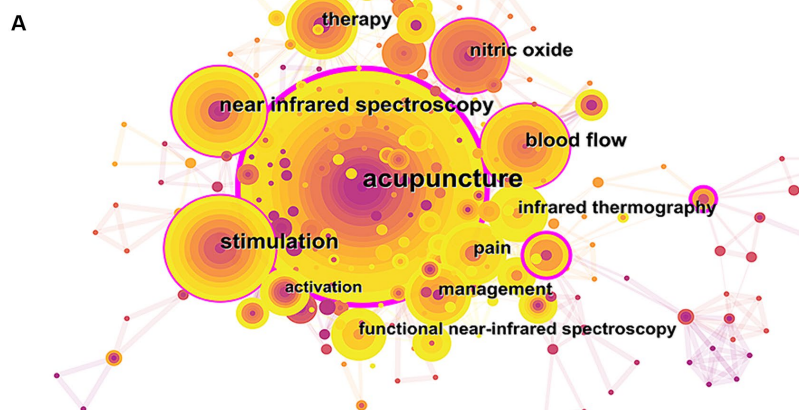 A
therapy
nitric oxide
near infrared spectroscopy
blood flow
acupuncture
infrared thermography
stimulation
pain
activation
management
functional near-infrared spectroscopy